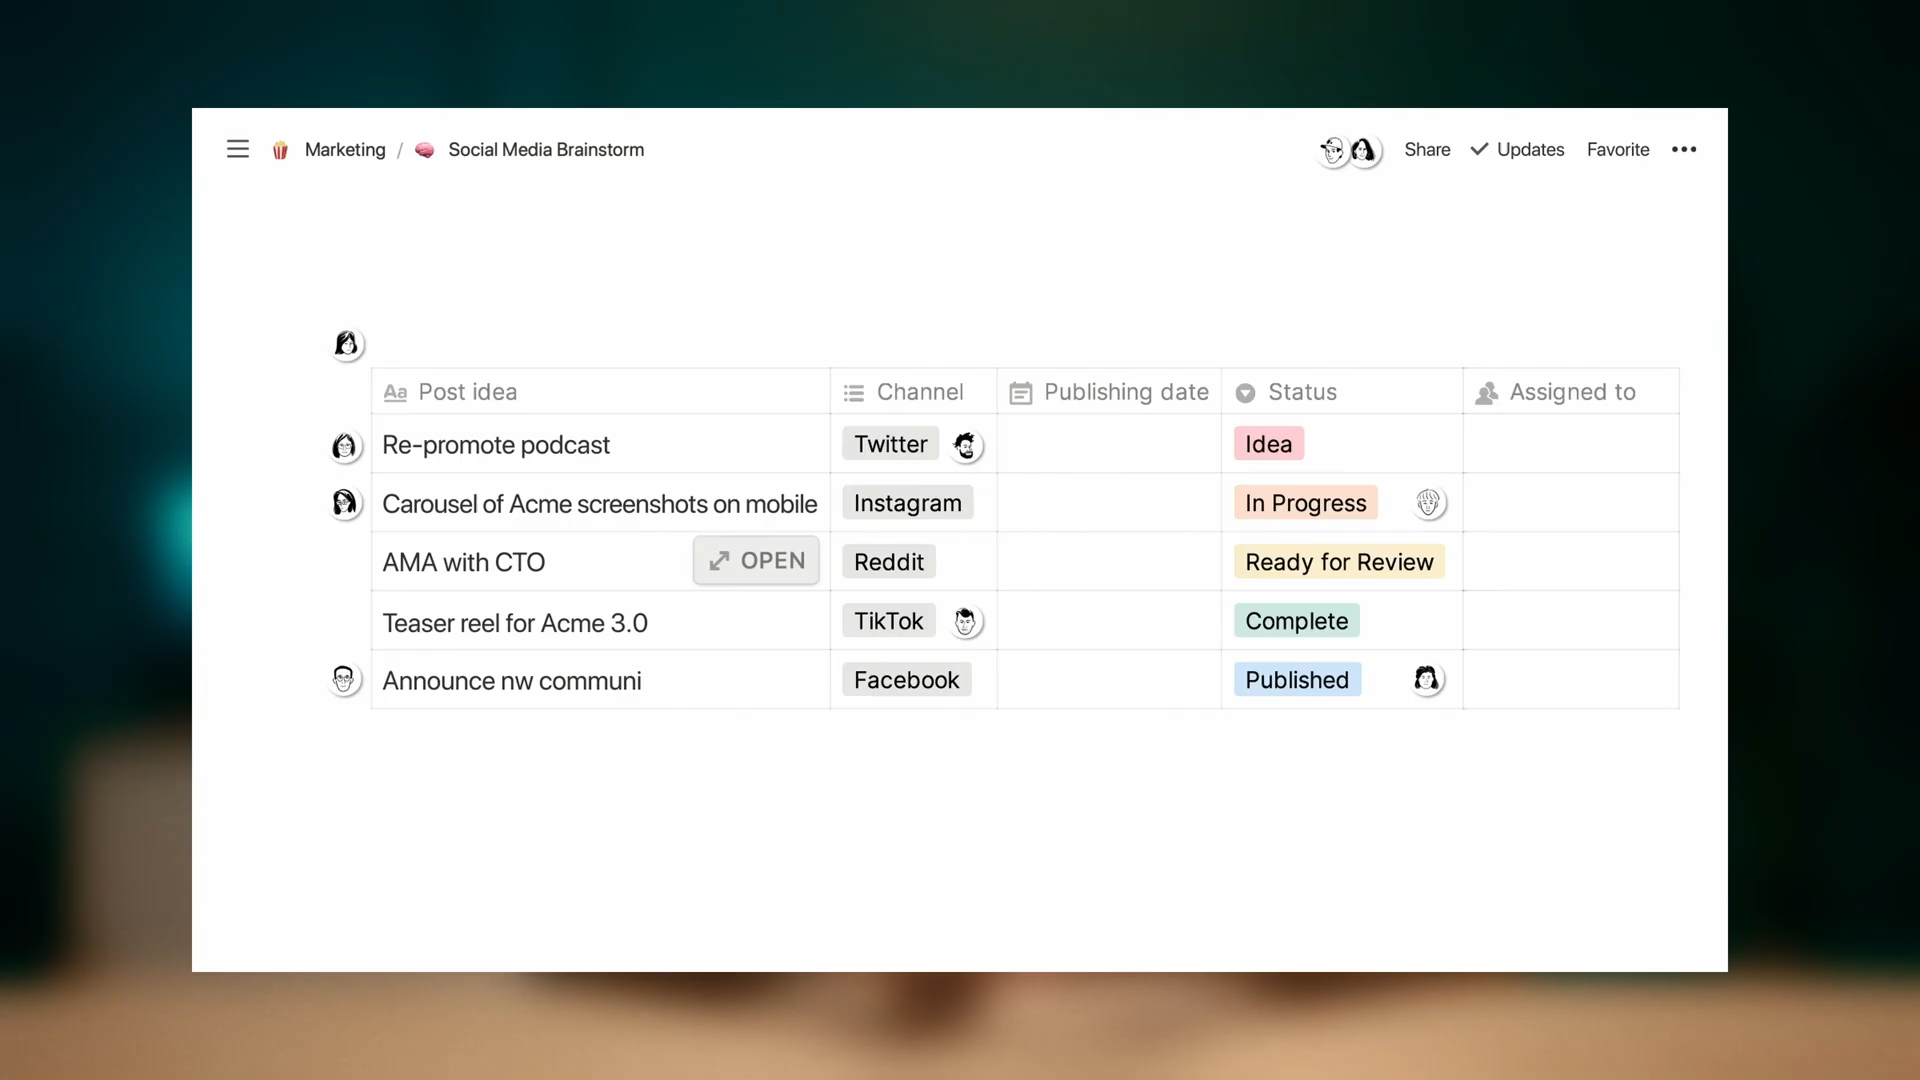 Marketing / Social Media Brainstorm Share Updates Favorite
Aa Post idea Channel Publishing date Status Assigned to
Re-promote podcast Twitter Idea
Carousel of Acme screenshots on mobile Instagram In Progress
AMA with CTO OPEN Reddit Ready for Review
Teaser reel for Acme 3.0 TikTok Complete
Announce nw communi Facebook Published